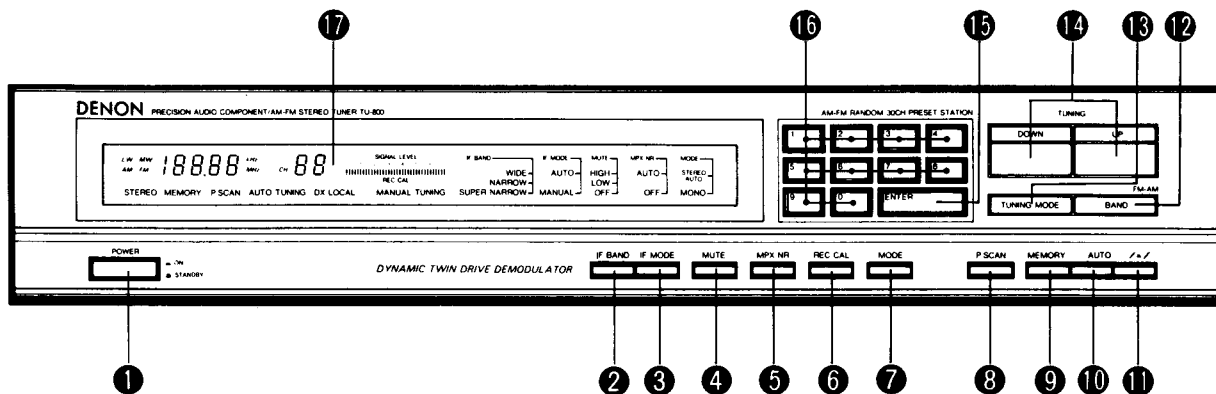 17 16 15 14 13 12
DENON PRECISION AUDIO COMPONENT/AM-FM STEREO TUNER TU-800
AM-FM RANDOM 30CH PRESET STATION
TUNING
DOWN UP
1 2 3 4
5 6 7 8
9 0 ENTER
FM-AM
TUNING MODE BAND
LW MW 188.88 kHz CH 88 SIGNAL LEVEL IF BAND IF MODE MUTE MPX NR MODE
AM FM MHz WIDE AUTO HIGH AUTO STEREO
REC CAL NARROW LOW AUTO
STEREO MEMORY P.SCAN AUTO TUNING DX LOCAL MANUAL TUNING SUPER NARROW MANUAL OFF OFF MONO
POWER
ON
STANDBY
DYNAMIC TWIN DRIVE DEMODULATOR
IF BAND IF MODE MUTE MPX NR REC CAL MODE P.SCAN MEMORY AUTO
1 2 3 4 5 6 7 8 9 10 11